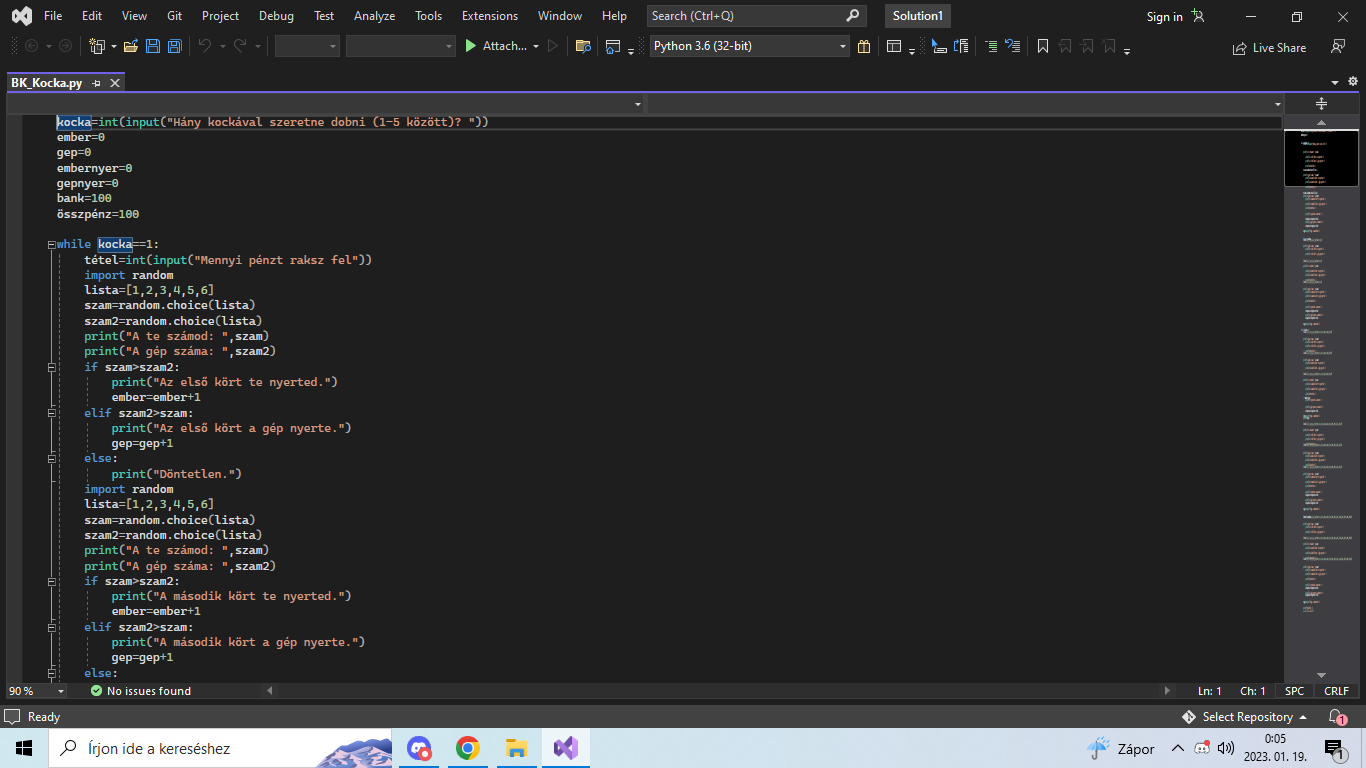 File Edit View Git Project Debug Test Analyze Tools Extensions Window Help Search (Ctrl+Q) Solution1 Sign in
Attach... Python 3.6 (32-bit) Live Share
BK_Kocka.py
kocka=int(input("Hány kockával szeretne dobni (1-5 között)? "))
ember=0
gep=0
embernyer=0
gepnyer=0
bank=100
összpénz=100
while kocka==1:
tétel=int(input("Mennyi pénzt raksz fel"))
import random
lista=[1,2,3,4,5,6]
szam=random.choice(lista)
szam2=random.choice(lista)
print("A te számod: ",szam)
print("A gép száma: ",szam2)
if szam>szam2:
print("Az első kört te nyerted.")
ember=ember+1
elif szam2>szam:
print("Az első kört a gép nyerte.")
gep=gep+1
else:
print("Döntetlen.")
import random
lista=[1,2,3,4,5,6]
szam=random.choice(lista)
szam2=random.choice(lista)
print("A te számod: ",szam)
print("A gép száma: ",szam2)
if szam>szam2:
print("A második kört te nyerted.")
ember=ember+1
elif szam2>szam:
print("A második kört a gép nyerte.")
gep=gep+1
else:
90 % No issues found Ln: 1 Ch: 1 SPC CRLF
Ready Select Repository 1
Írjon ide a kereséshez Zápor 0:05
2023. 01. 19. 1